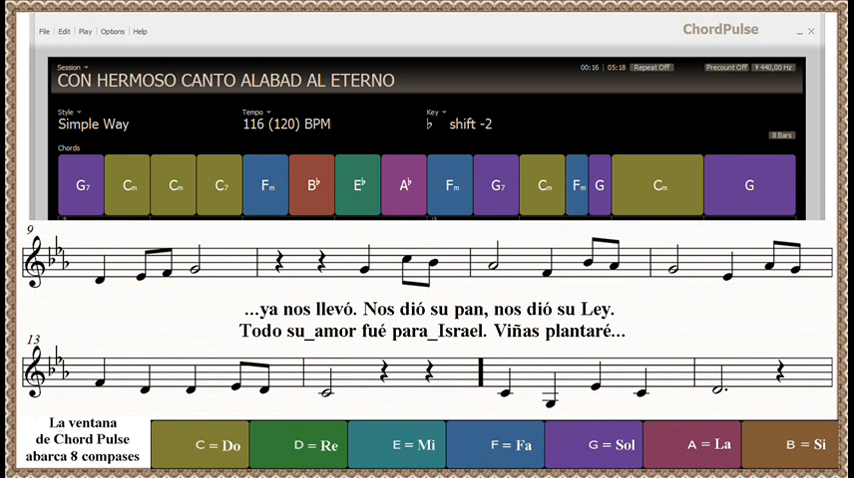 File Edit Play Options Help ChordPulse
Session 00:16 05:18 Repeat Off Precount Off 440,00 Hz
CON HERMOSO CANTO ALABAD AL ETERNO
Style Tempo Key
Simple Way 116 (120) BPM ♭ shift -2
8 Bars
Chords
G7 Cm Cm C7 Fm B♭ E♭ A♭ Fm G7 Cm Fm G Cm G
9
...ya nos llevó. Nos dió su pan, nos dió su Ley.
Todo su_amor fué para_Israel. Viñas plantaré...
13
La ventana
de Chord Pulse
abarca 8 compases
C = Do D = Re E = Mi F = Fa G = Sol A = La B = Si